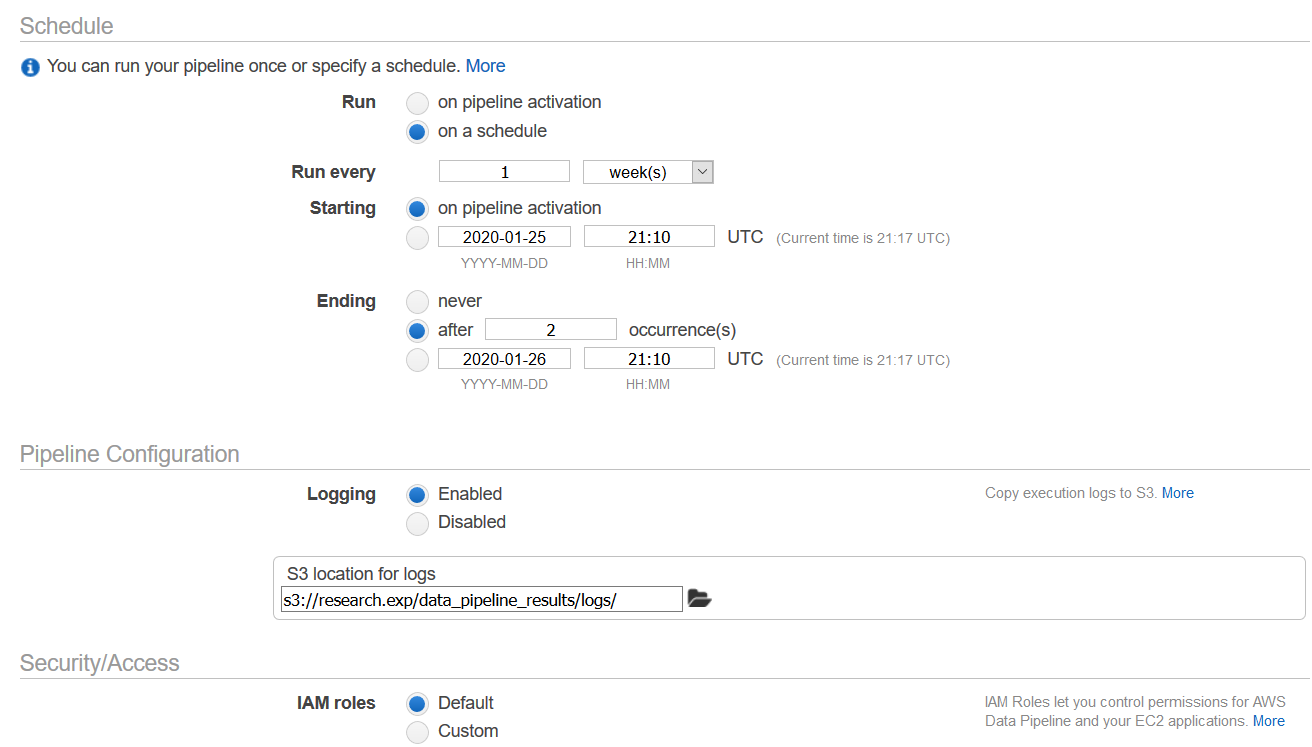 Schedule
You can run your pipeline once or specify a schedule. More
Run on pipeline activation
on a schedule
Run every 1 week(s)
Starting on pipeline activation
2020-01-25 21:10 UTC (Current time is 21:17 UTC)
YYYY-MM-DD HH:MM
Ending never
after 2 occurrence(s)
2020-01-26 21:10 UTC (Current time is 21:17 UTC)
YYYY-MM-DD HH:MM
Pipeline Configuration
Logging Enabled Copy execution logs to S3. More
Disabled
S3 location for logs
s3://research.exp/data_pipeline_results/logs/
Security/Access
IAM roles Default IAM Roles let you control permissions for AWS
Custom Data Pipeline and your EC2 applications. More